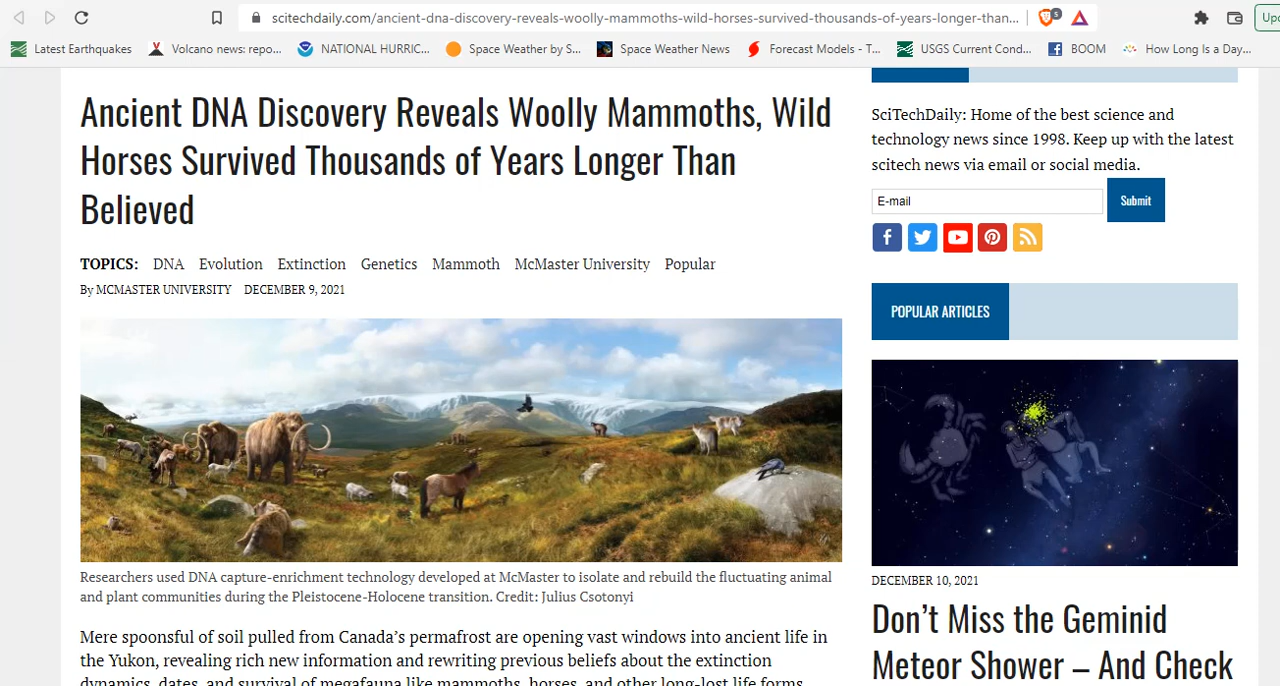 scitechdaily.com/ancient-dna-discovery-reveals-woolly-mammoths-wild-horses-survived-thousands-of-years-longer-than...
5
Latest Earthquakes
Volcano news: repo...
NATIONAL HURRIC...
Space Weather by S...
Space Weather News
Forecast Models - T...
USGS Current Cond...
BOOM
How Long Is a Day...
Ancient DNA Discovery Reveals Woolly Mammoths, Wild
Horses Survived Thousands of Years Longer Than
Believed
TOPICS: DNA Evolution Extinction Genetics Mammoth McMaster University Popular
By MCMASTER UNIVERSITY DECEMBER 9, 2021
Researchers used DNA capture-enrichment technology developed at McMaster to isolate and rebuild the fluctuating animal
and plant communities during the Pleistocene-Holocene transition. Credit: Julius Csotonyi
Mere spoonsful of soil pulled from Canada's permafrost are opening vast windows into ancient life in
the Yukon, revealing rich new information and rewriting previous beliefs about the extinction
dynamics, dates, and survival of megafauna like mammoths, horses, and other long-lost life forms.
SciTechDaily: Home of the best science and
technology news since 1998. Keep up with the latest
scitech news via email or social media.
E-mail
Submit
POPULAR ARTICLES
DECEMBER 10, 2021
Don't Miss the Geminid
Meteor Shower – And Check